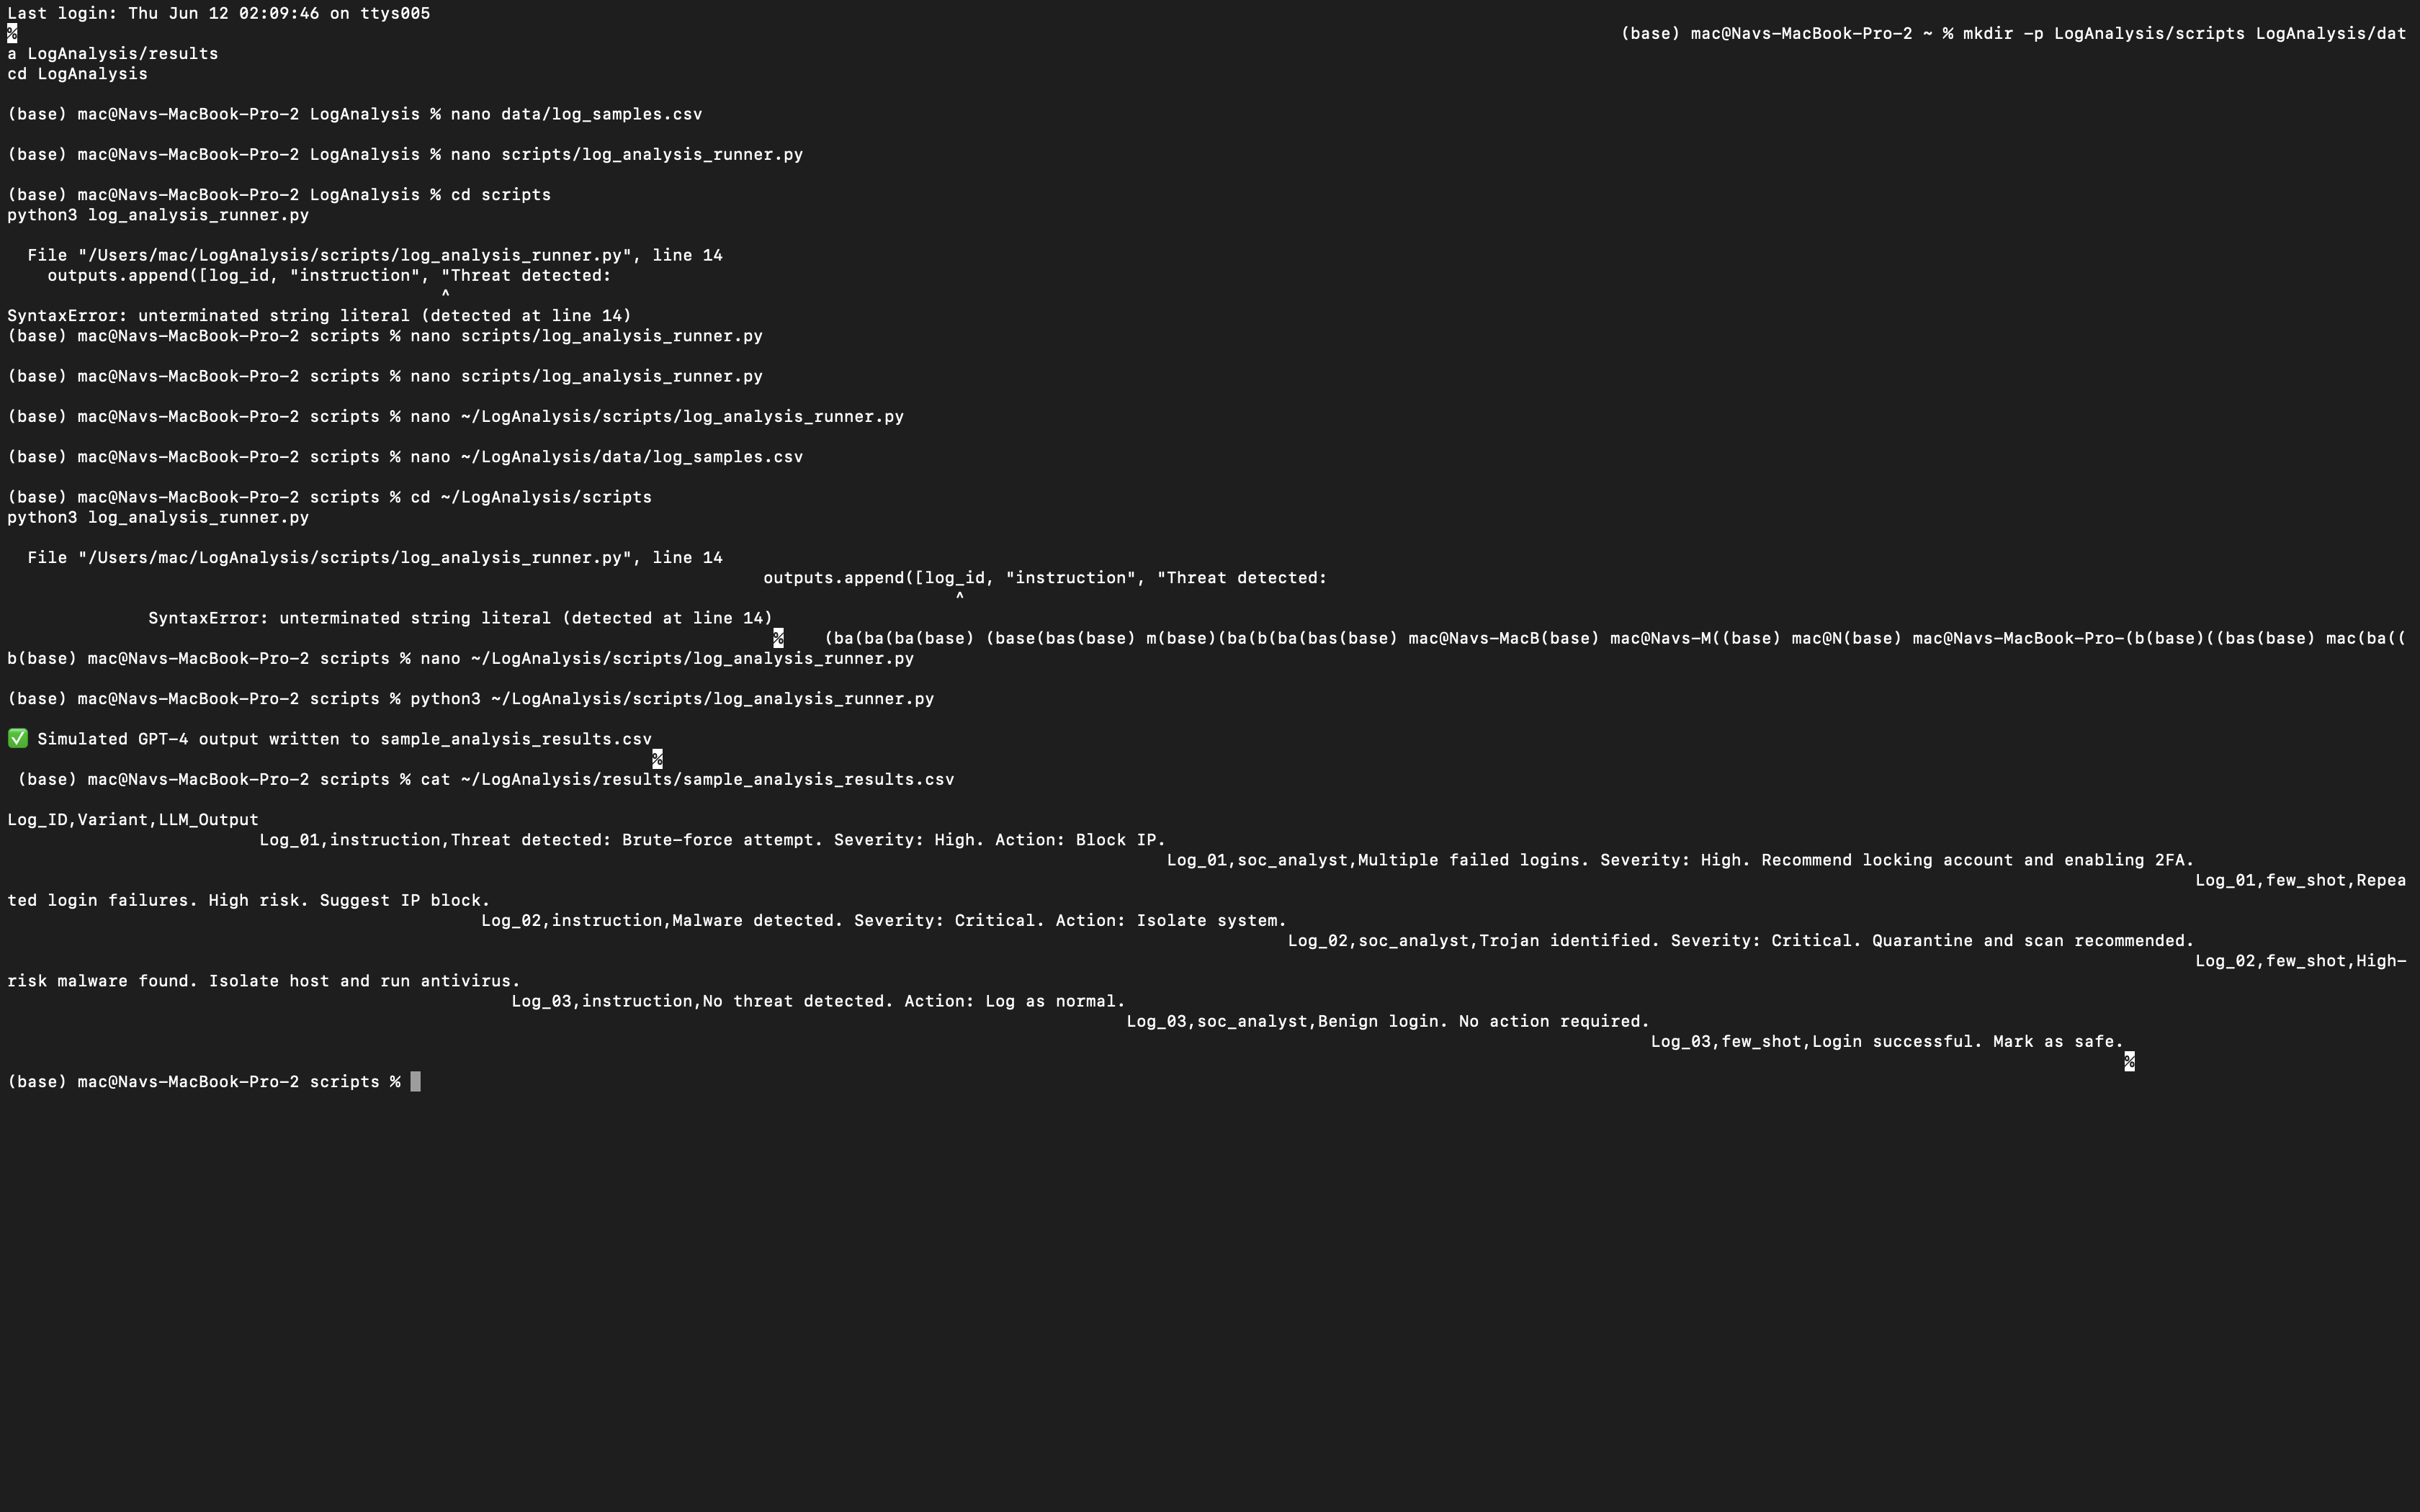 Last login: Thu Jun 12 02:09:46 on ttys005
% (base) mac@Navs-MacBook-Pro-2 ~ % mkdir -p LogAnalysis/scripts LogAnalysis/dat
a LogAnalysis/results
cd LogAnalysis
(base) mac@Navs-MacBook-Pro-2 LogAnalysis % nano data/log_samples.csv
(base) mac@Navs-MacBook-Pro-2 LogAnalysis % nano scripts/log_analysis_runner.py
(base) mac@Navs-MacBook-Pro-2 LogAnalysis % cd scripts
python3 log_analysis_runner.py
File "/Users/mac/LogAnalysis/scripts/log_analysis_runner.py", line 14
outputs.append([log_id, "instruction", "Threat detected:
^
SyntaxError: unterminated string literal (detected at line 14)
(base) mac@Navs-MacBook-Pro-2 scripts % nano scripts/log_analysis_runner.py
(base) mac@Navs-MacBook-Pro-2 scripts % nano scripts/log_analysis_runner.py
(base) mac@Navs-MacBook-Pro-2 scripts % nano ~/LogAnalysis/scripts/log_analysis_runner.py
(base) mac@Navs-MacBook-Pro-2 scripts % nano ~/LogAnalysis/data/log_samples.csv
(base) mac@Navs-MacBook-Pro-2 scripts % cd ~/LogAnalysis/scripts
python3 log_analysis_runner.py
File "/Users/mac/LogAnalysis/scripts/log_analysis_runner.py", line 14
outputs.append([log_id, "instruction", "Threat detected:
^
SyntaxError: unterminated string literal (detected at line 14)
% (ba(ba(ba(base) (base(bas(base) m(base)(ba(b(ba(bas(base) mac@Navs-MacB(base) mac@Navs-M((base) mac@N(base) mac@Navs-MacBook-Pro-(b(base)((bas(base) mac(ba((
b(base) mac@Navs-MacBook-Pro-2 scripts % nano ~/LogAnalysis/scripts/log_analysis_runner.py
(base) mac@Navs-MacBook-Pro-2 scripts % python3 ~/LogAnalysis/scripts/log_analysis_runner.py
✅ Simulated GPT-4 output written to sample_analysis_results.csv
%
(base) mac@Navs-MacBook-Pro-2 scripts % cat ~/LogAnalysis/results/sample_analysis_results.csv
Log_ID,Variant,LLM_Output
Log_01,instruction,Threat detected: Brute-force attempt. Severity: High. Action: Block IP.
Log_01,soc_analyst,Multiple failed logins. Severity: High. Recommend locking account and enabling 2FA.
Log_01,few_shot,Repea
ted login failures. High risk. Suggest IP block.
Log_02,instruction,Malware detected. Severity: Critical. Action: Isolate system.
Log_02,soc_analyst,Trojan identified. Severity: Critical. Quarantine and scan recommended.
Log_02,few_shot,High-
risk malware found. Isolate host and run antivirus.
Log_03,instruction,No threat detected. Action: Log as normal.
Log_03,soc_analyst,Benign login. No action required.
Log_03,few_shot,Login successful. Mark as safe.
%
(base) mac@Navs-MacBook-Pro-2 scripts %